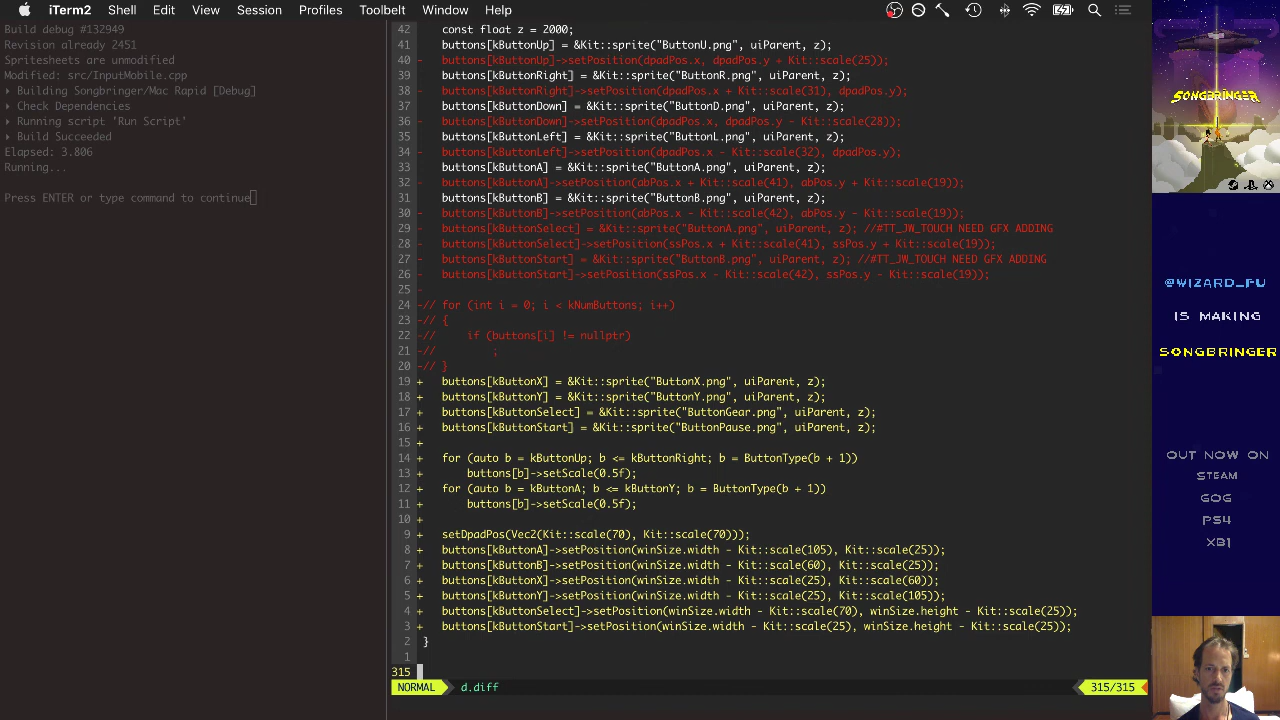 iTerm2 Shell Edit View Session Profiles Toolbelt Window Help
Build debug #132949
Revision already 2451
Spritesheets are unmodified
Modified: src/InputMobile.cpp
▸ Building Songbringer/Mac Rapid [Debug]
▸ Check Dependencies
▸ Running script 'Run Script'
▸ Build Succeeded
Elapsed: 3.806
Running...
Press ENTER or type command to continue
42 const float z = 2000;
41 buttons[kButtonUp] = &Kit::sprite("ButtonU.png", uiParent, z);
40 - buttons[kButtonUp]->setPosition(dpadPos.x, dpadPos.y + Kit::scale(25));
39 buttons[kButtonRight] = &Kit::sprite("ButtonR.png", uiParent, z);
38 - buttons[kButtonRight]->setPosition(dpadPos.x + Kit::scale(31), dpadPos.y);
37 buttons[kButtonDown] = &Kit::sprite("ButtonD.png", uiParent, z);
36 - buttons[kButtonDown]->setPosition(dpadPos.x, dpadPos.y - Kit::scale(28));
35 buttons[kButtonLeft] = &Kit::sprite("ButtonL.png", uiParent, z);
34 - buttons[kButtonLeft]->setPosition(dpadPos.x - Kit::scale(32), dpadPos.y);
33 buttons[kButtonA] = &Kit::sprite("ButtonA.png", uiParent, z);
32 - buttons[kButtonA]->setPosition(abPos.x + Kit::scale(41), abPos.y + Kit::scale(19));
31 buttons[kButtonB] = &Kit::sprite("ButtonB.png", uiParent, z);
30 - buttons[kButtonB]->setPosition(abPos.x - Kit::scale(42), abPos.y - Kit::scale(19));
29 - buttons[kButtonSelect] = &Kit::sprite("ButtonA.png", uiParent, z); //#TT_JW_TOUCH NEED GFX ADDING
28 - buttons[kButtonSelect]->setPosition(ssPos.x + Kit::scale(41), ssPos.y + Kit::scale(19));
27 - buttons[kButtonStart] = &Kit::sprite("ButtonB.png", uiParent, z); //#TT_JW_TOUCH NEED GFX ADDING
26 - buttons[kButtonStart]->setPosition(ssPos.x - Kit::scale(42), ssPos.y - Kit::scale(19));
25 -
24 -// for (int i = 0; i < kNumButtons; i++)
23 -// {
22 -// if (buttons[i] != nullptr)
21 -// ;
20 -// }
19 + buttons[kButtonX] = &Kit::sprite("ButtonX.png", uiParent, z);
18 + buttons[kButtonY] = &Kit::sprite("ButtonY.png", uiParent, z);
17 + buttons[kButtonSelect] = &Kit::sprite("ButtonGear.png", uiParent, z);
16 + buttons[kButtonStart] = &Kit::sprite("ButtonPause.png", uiParent, z);
15 +
14 + for (auto b = kButtonUp; b <= kButtonRight; b = ButtonType(b + 1))
13 + buttons[b]->setScale(0.5f);
12 + for (auto b = kButtonA; b <= kButtonY; b = ButtonType(b + 1))
11 + buttons[b]->setScale(0.5f);
10 +
9 + setDpadPos(Vec2(Kit::scale(70), Kit::scale(70)));
8 + buttons[kButtonA]->setPosition(winSize.width - Kit::scale(105), Kit::scale(25));
7 + buttons[kButtonB]->setPosition(winSize.width - Kit::scale(60), Kit::scale(25));
6 + buttons[kButtonX]->setPosition(winSize.width - Kit::scale(25), Kit::scale(60));
5 + buttons[kButtonY]->setPosition(winSize.width - Kit::scale(25), Kit::scale(105));
4 + buttons[kButtonSelect]->setPosition(winSize.width - Kit::scale(70), winSize.height - Kit::scale(25));
3 + buttons[kButtonStart]->setPosition(winSize.width - Kit::scale(25), winSize.height - Kit::scale(25));
2 }
1
315
NORMAL d.diff 315/315
SONGBRINGER
@WIZARD_FU
IS MAKING
SONGBRINGER
OUT NOW ON
STEAM
GOG
PS4
XB1